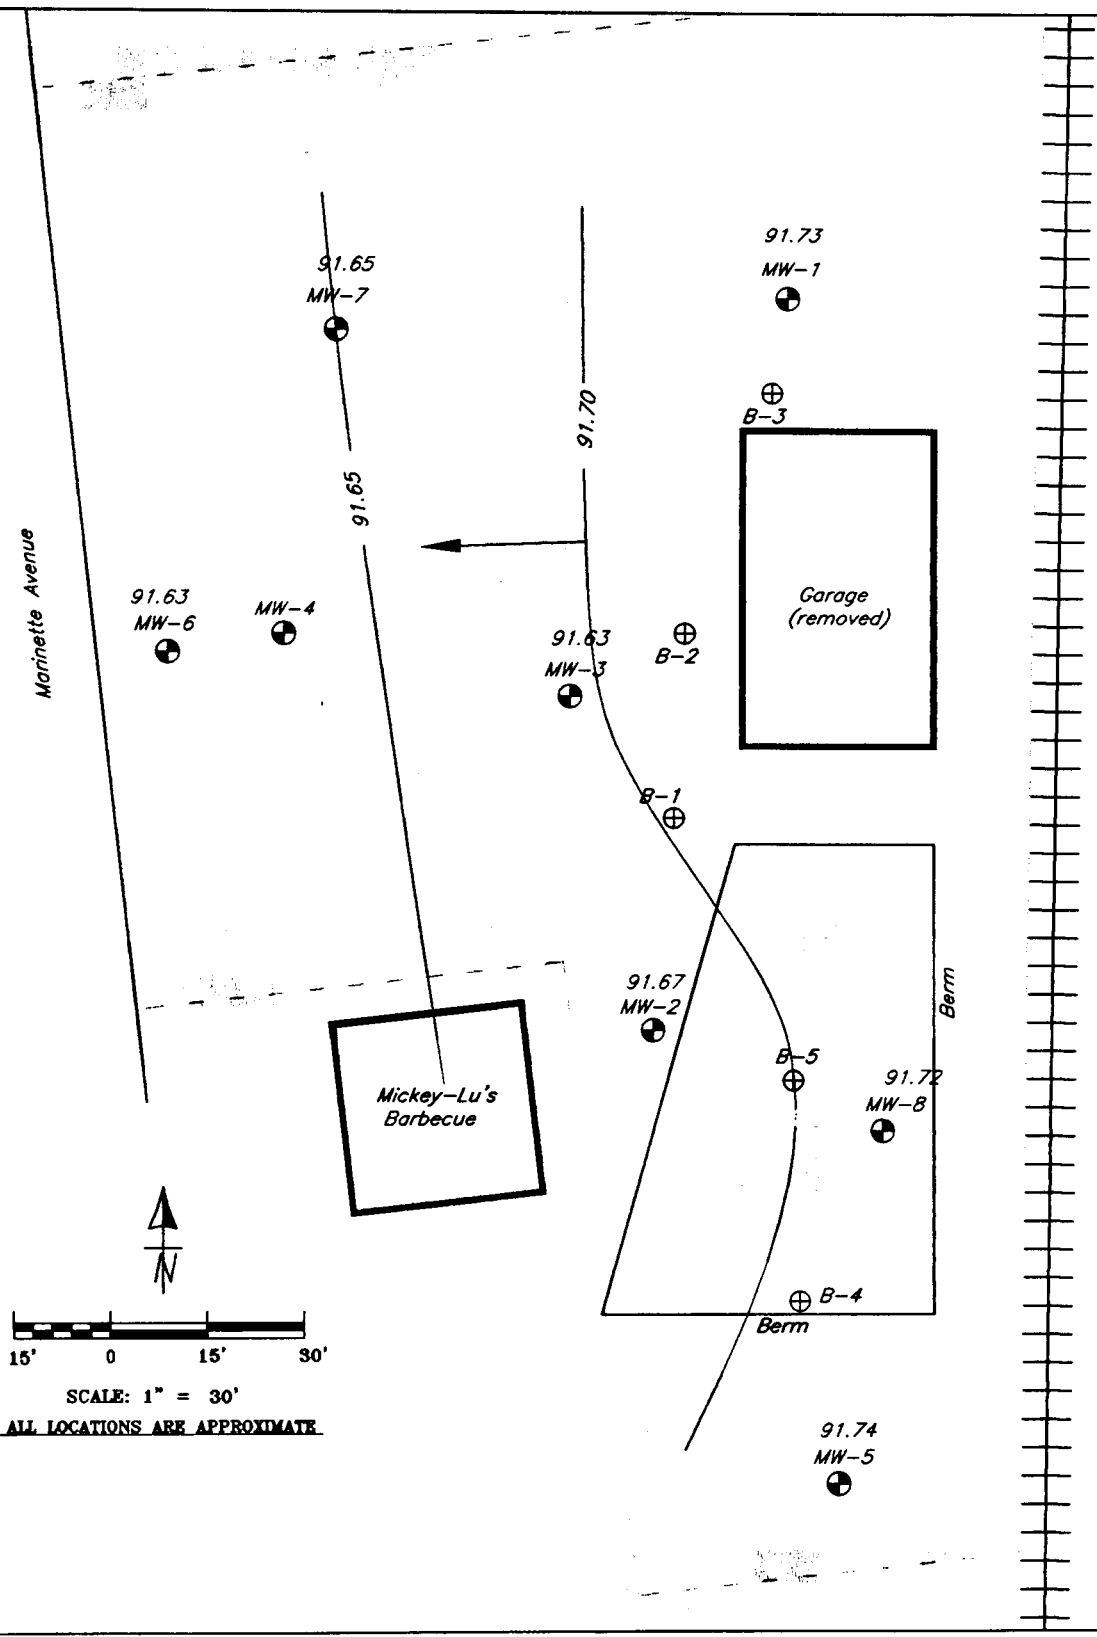 91.73
MW-1
91.65
MW-7
B-3
91.70
91.65
Marinette Avenue
Garage
(removed)
91.63
MW-6
MW-4
91.63
MW-3
B-2
B-1
91.67
MW-2
Berm
B-5
91.72
MW-8
Mickey-Lu's
Barbecue
N
B-4
Berm
15' 0 15' 30'
SCALE: 1" = 30'
ALL LOCATIONS ARE APPROXIMATE
91.74
MW-5